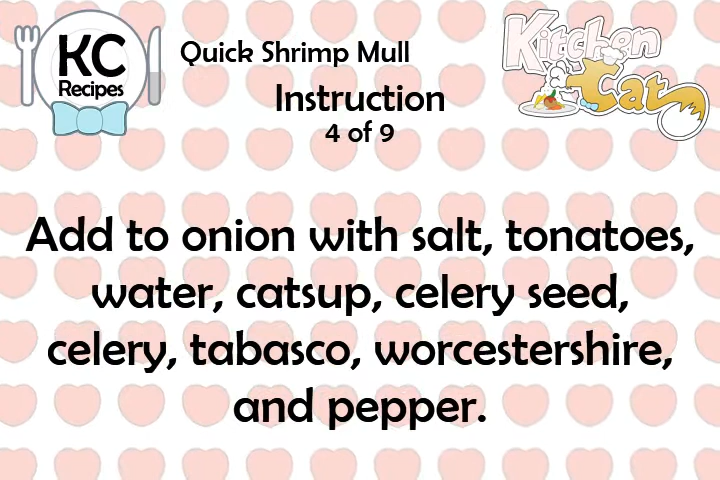 KC
Recipes
Quick Shrimp Mull
Kitchen
Cat
Instruction
4 of 9
Add to onion with salt, tonatoes,
water, catsup, celery seed,
celery, tabasco, worcestershire,
and pepper.